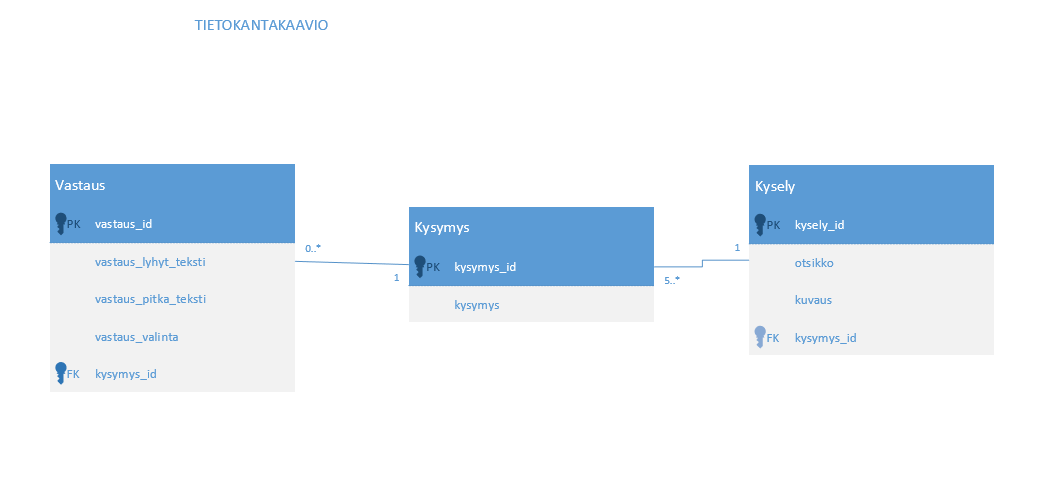 TIETOKANTAKAAVIO
Vastaus
PK vastaus_id
vastaus_lyhyt_teksti
vastaus_pitka_teksti
vastaus_valinta
FK kysymys_id
0..*
1
Kysymys
PK kysymys_id
kysymys
5..*
1
Kysely
PK kysely_id
otsikko
kuvaus
FK kysymys_id